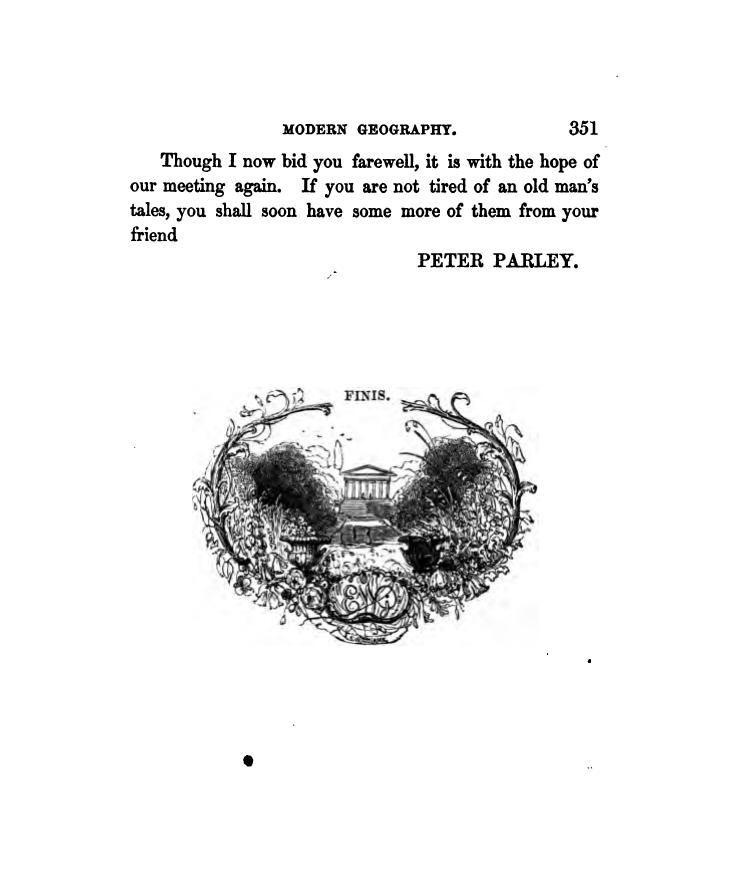 MODERN GEOGRAPHY. 351
Though I now bid you farewell, it is with the hope of
our meeting again. If you are not tired of an old man's
tales, you shall soon have some more of them from your
friend
PETER PARLEY.
FINIS.